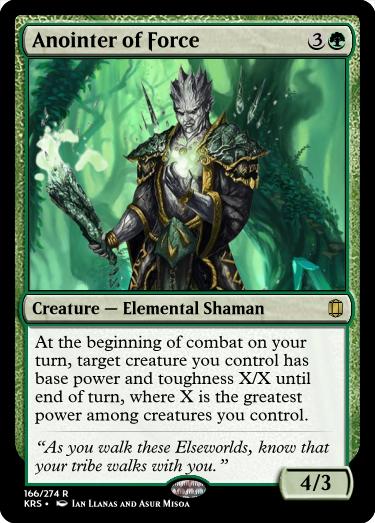 Anointer of Force 3
Creature — Elemental Shaman
At the beginning of combat on your
turn, target creature you control has
base power and toughness X/X until
end of turn, where X is the greatest
power among creatures you control.
“As you walk these Elseworlds, know that
your tribe walks with you.”
4/3
166/274 R
KRS • Ian Llanas and Asur Misoa